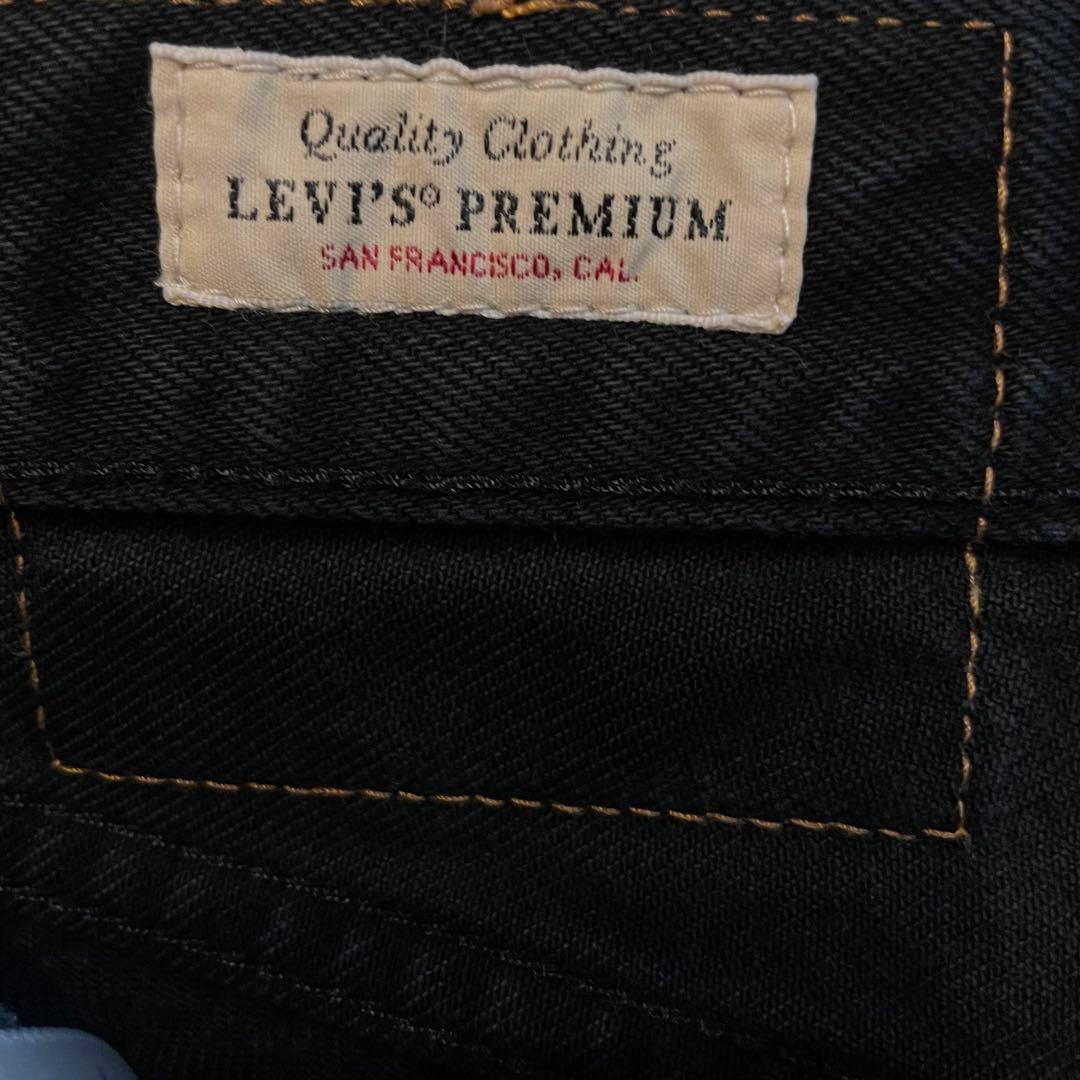 Quality Clothing
LEVI'S® PREMIUM
SAN FRANCISCO, CAL.